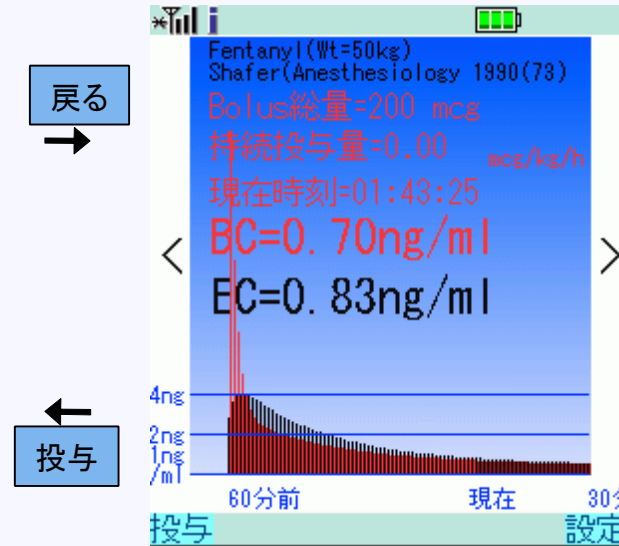 Fentanyl(Wt=50kg)
Shafer(Anesthesiology 1990(73)
戻る
Bolus総量=200 mcg
持続投与量=0.00 mcg/kg/h
現在時刻=01:43:25
BC=0.70ng/ml
EC=0.83ng/ml
4ng
2ng
1ng
/ml
投与
60分前 現在 30分
投与 設定